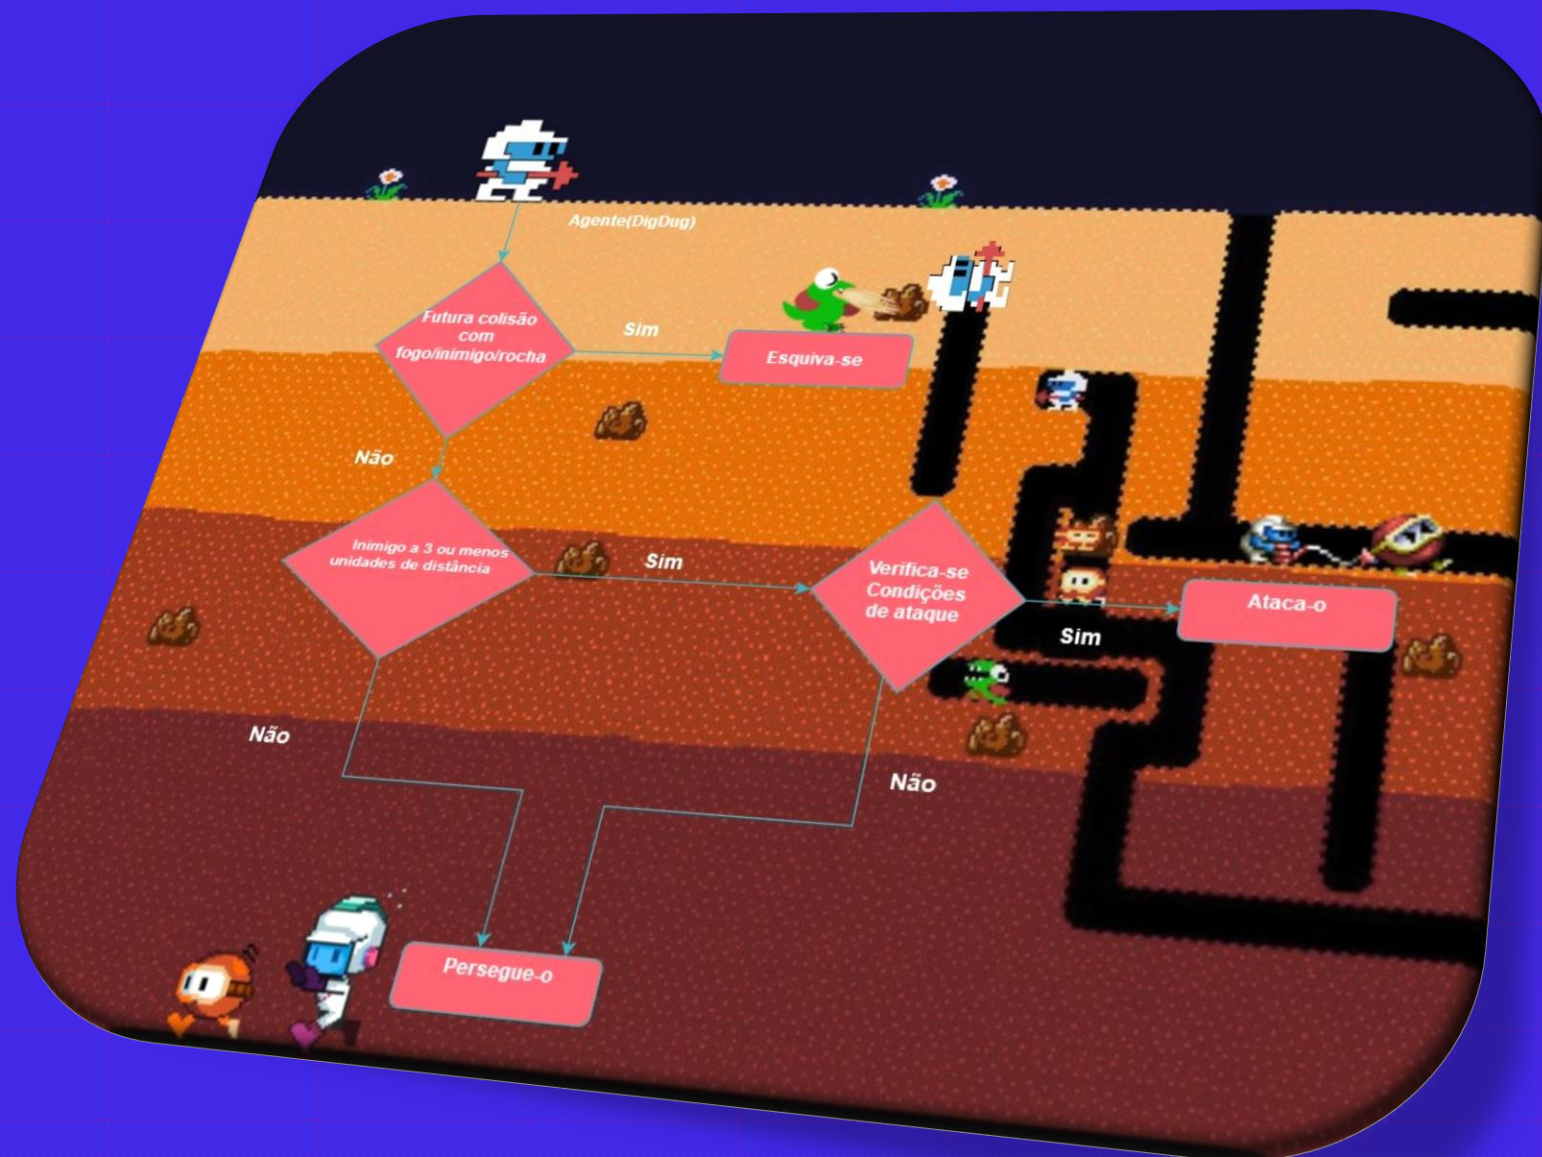 Agente(DigDug)
Futura colisão
com
fogo/inimigo/rocha
Sim
Esquiva-se
Não
Inimigo a 3 ou menos
unidades de distância
Sim
Verifica-se
Condições
de ataque
Sim
Ataca-o
Não
Não
Persegue-o